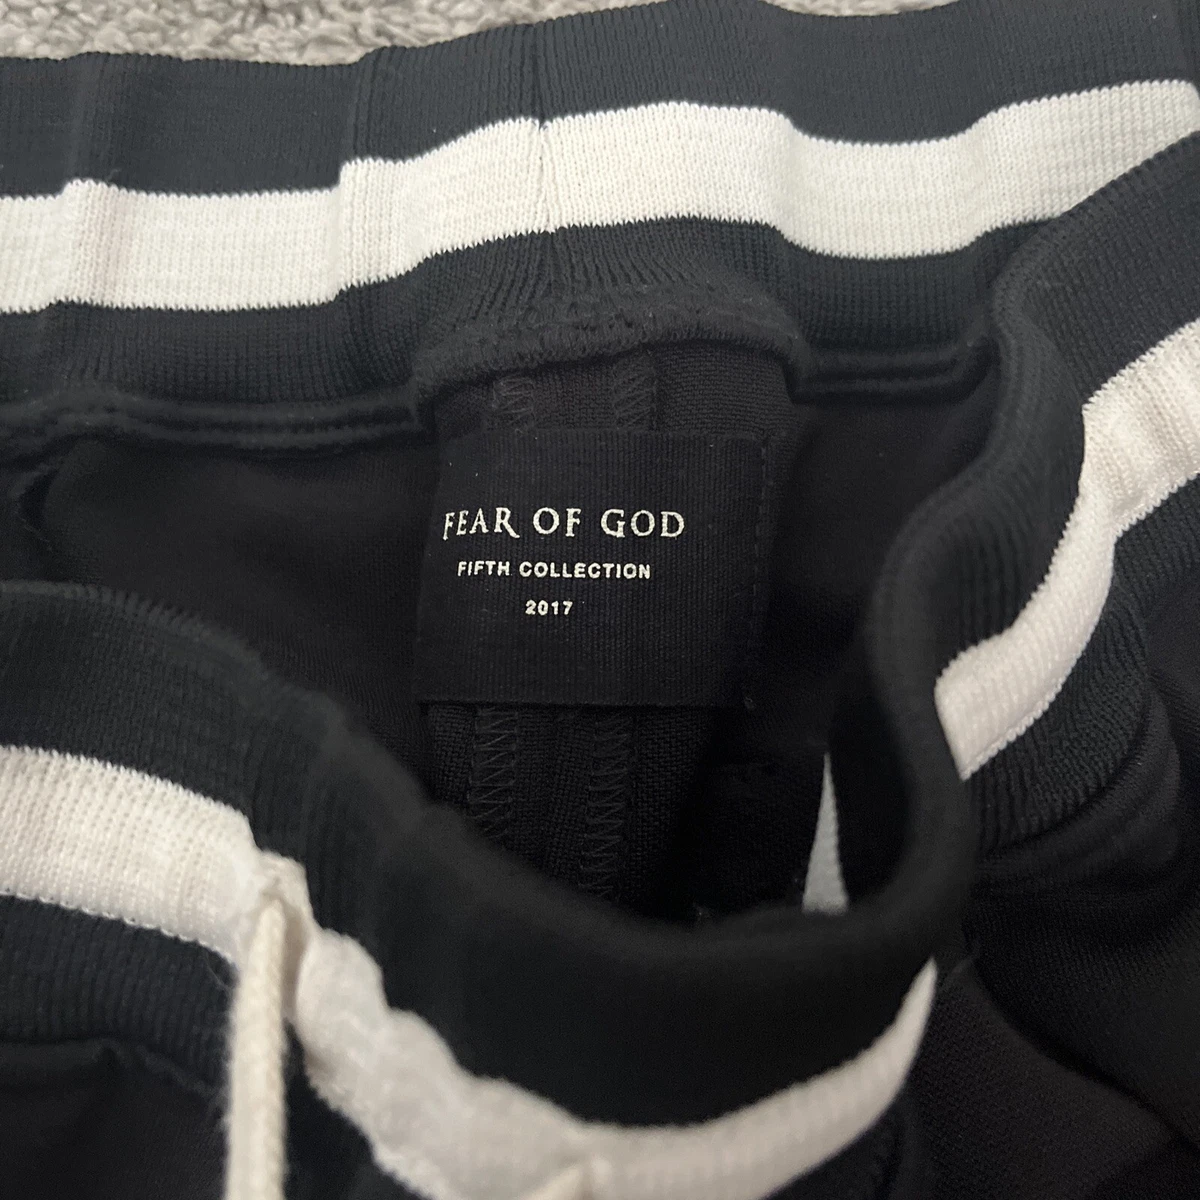 FEAR OF GOD
FIFTH COLLECTION
2017